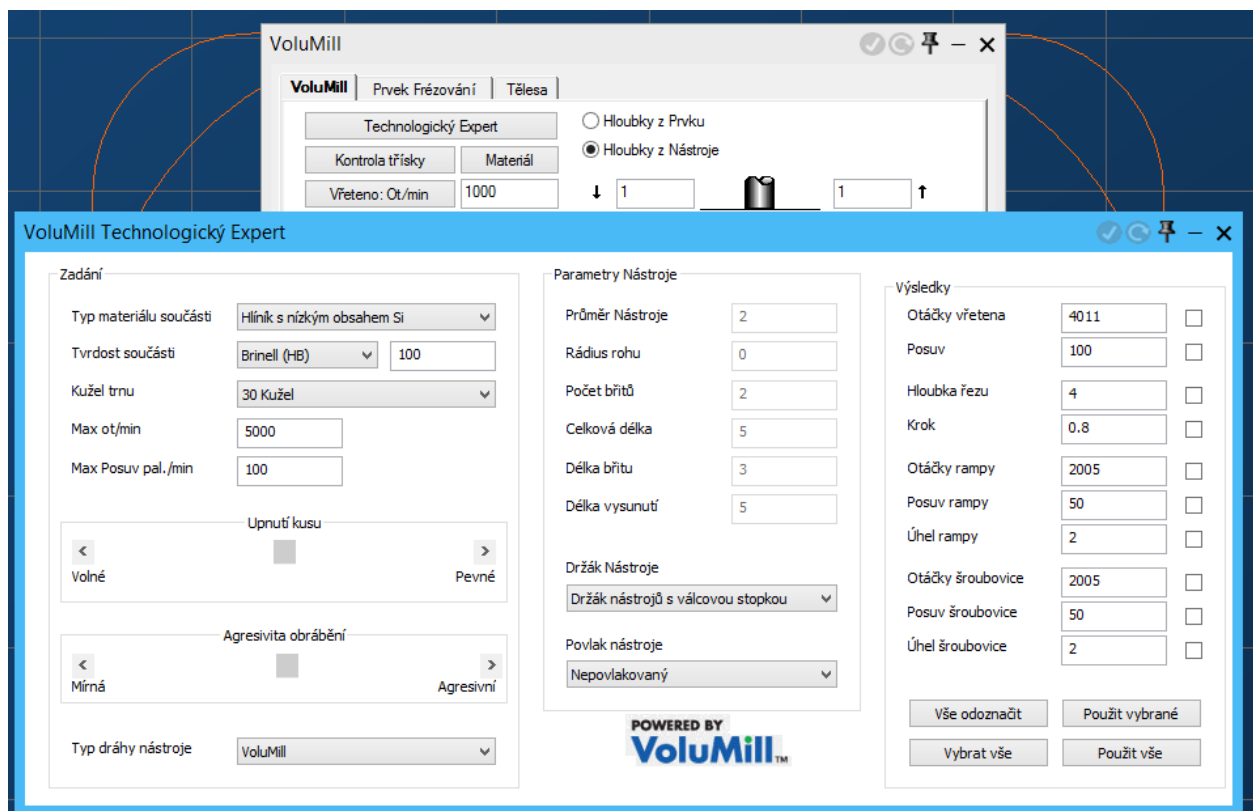 VoluMill
VoluMill
Prvek Frézování
Tělesa
Technologický Expert
Hloubky z Prvku
Kontrola třísky
Materiál
Hloubky z Nástroje
Vřeteno: Ot/min
1000
1
1
VoluMill Technologický Expert
Zadání
Typ materiálu součásti
Hliník s nízkým obsahem Si
Tvrdost součásti
Brinell (HB)
100
Kužel trnu
30 Kužel
Max ot/min
5000
Max Posuv pal./min
100
Upnutí kusu
Volné
Pevné
Agresivita obrábění
Mírná
Agresivní
Typ dráhy nástroje
VoluMill
Parametry Nástroje
Průměr Nástroje
2
Rádius rohu
0
Počet břitů
2
Celková délka
5
Délka břitu
3
Délka vysunutí
5
Držák Nástroje
Držák nástrojů s válcovou stopkou
Povlak nástroje
Nepovlakovaný
POWERED BY
VoluMill™
Výsledky
Otáčky vřetena
4011
Posuv
100
Hloubka řezu
4
Krok
0.8
Otáčky rampy
2005
Posuv rampy
50
Úhel rampy
2
Otáčky šroubovice
2005
Posuv šroubovice
50
Úhel šroubovice
2
Vše odoznačit
Použit vybrané
Vybrat vše
Použit vše